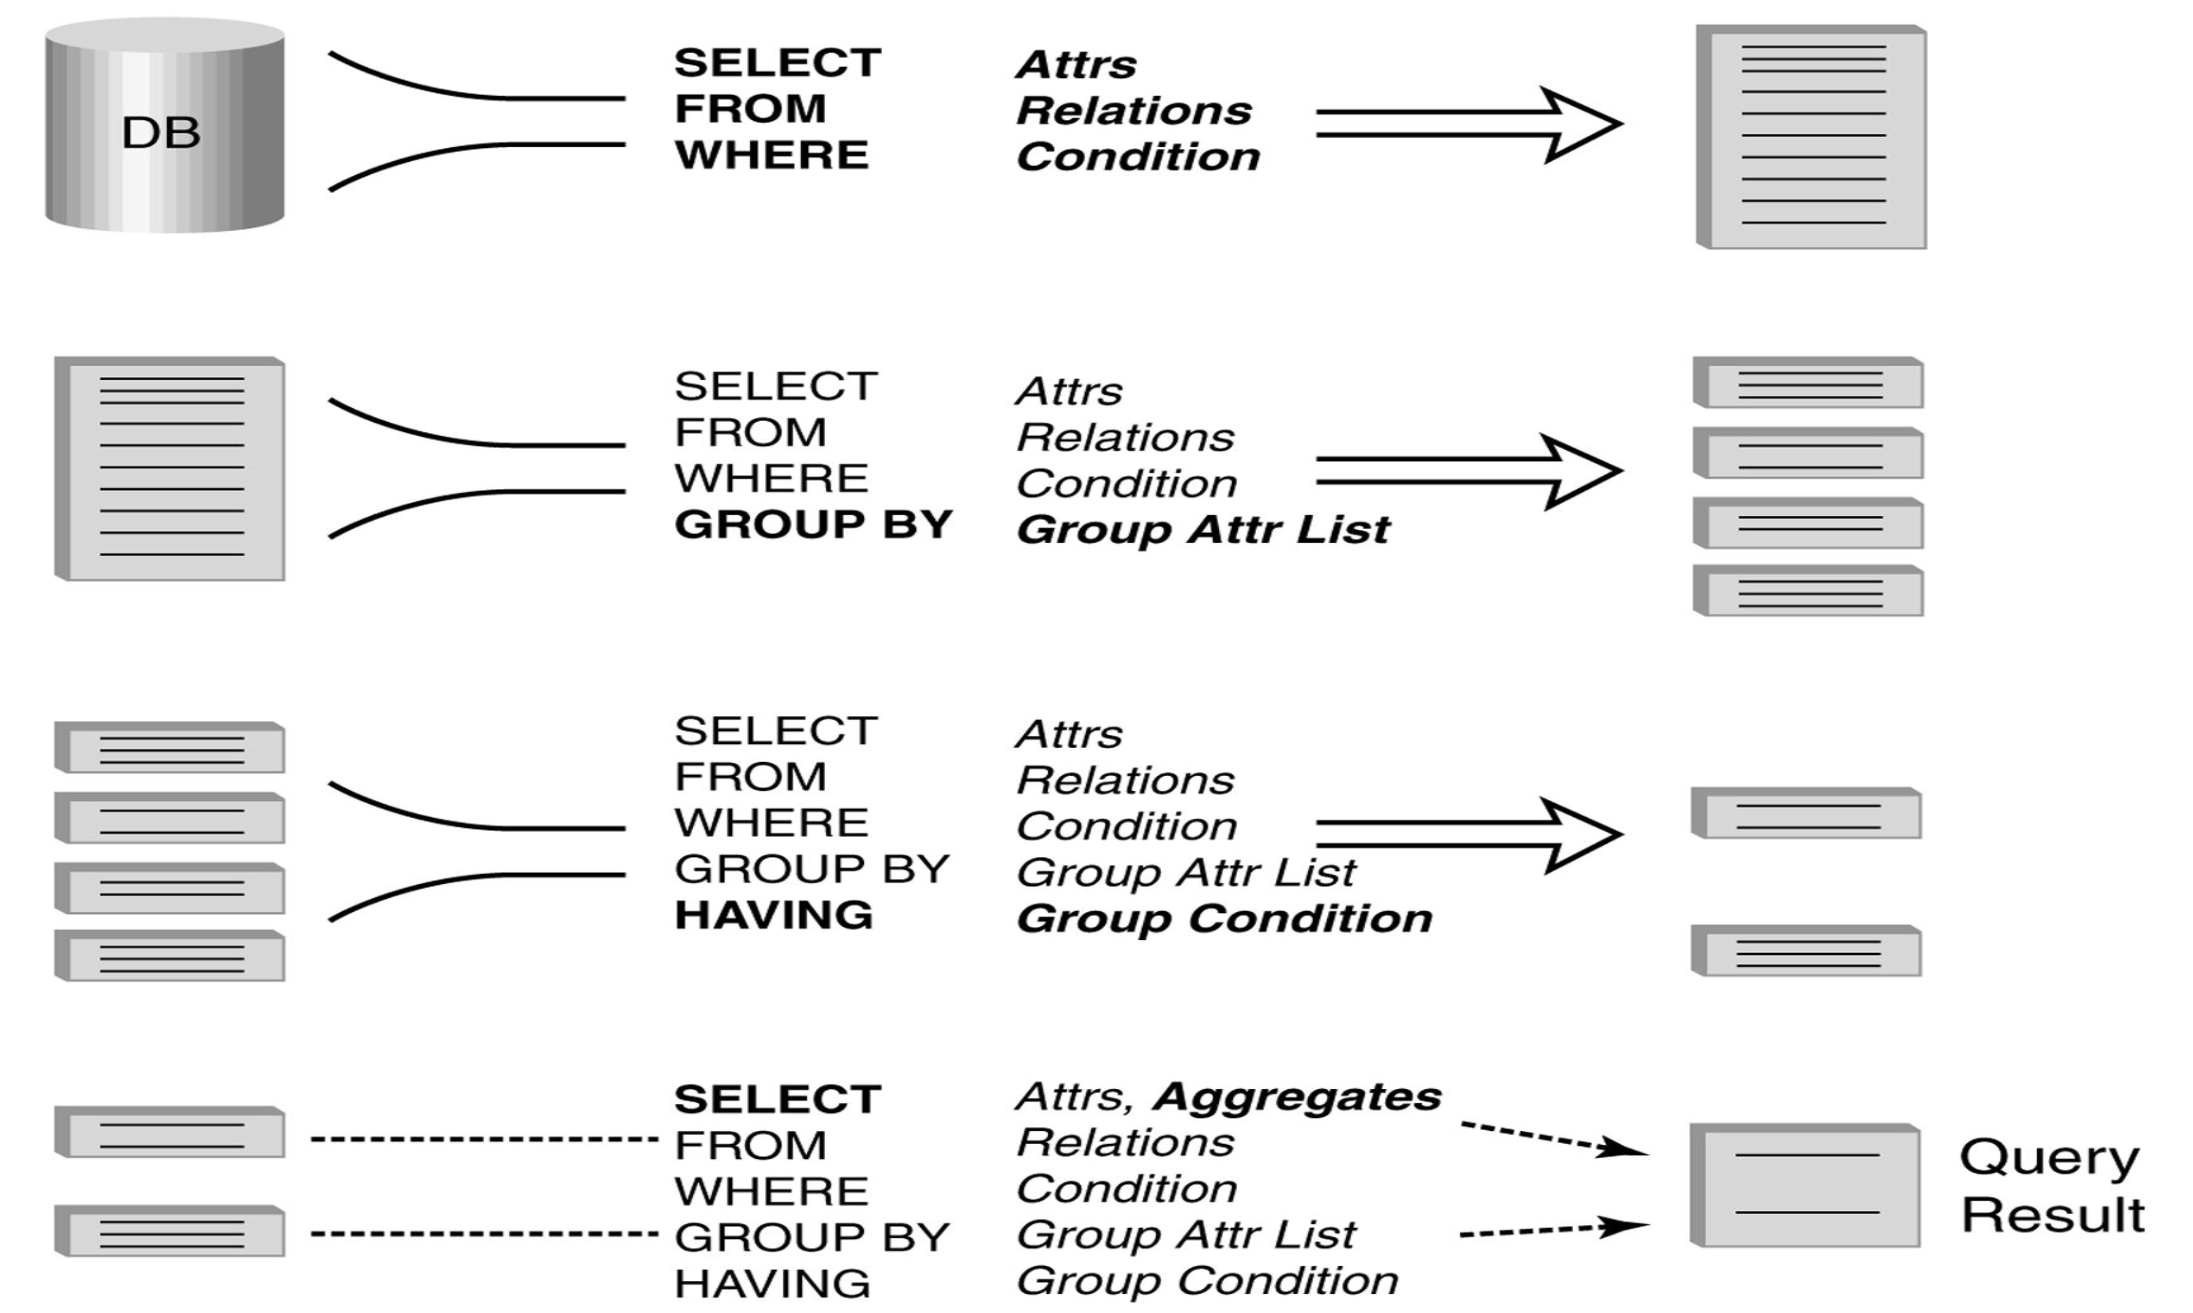 DB
SELECT Attrs
FROM Relations
WHERE Condition
SELECT Attrs
FROM Relations
WHERE Condition
GROUP BY Group Attr List
SELECT Attrs
FROM Relations
WHERE Condition
GROUP BY Group Attr List
HAVING Group Condition
SELECT Attrs, Aggregates
FROM Relations
WHERE Condition
GROUP BY Group Attr List
HAVING Group Condition
Query
Result